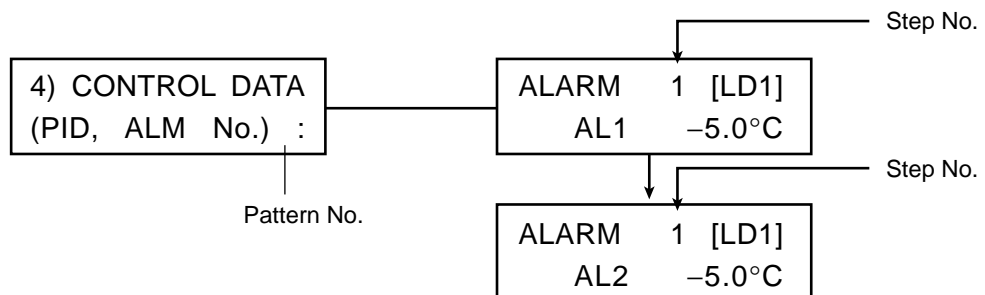 Step No.
4) CONTROL DATA
(PID, ALM No.) :
Pattern No.
ALARM 1 [LD1]
AL1 −5.0°C
Step No.
ALARM 1 [LD1]
AL2 −5.0°C